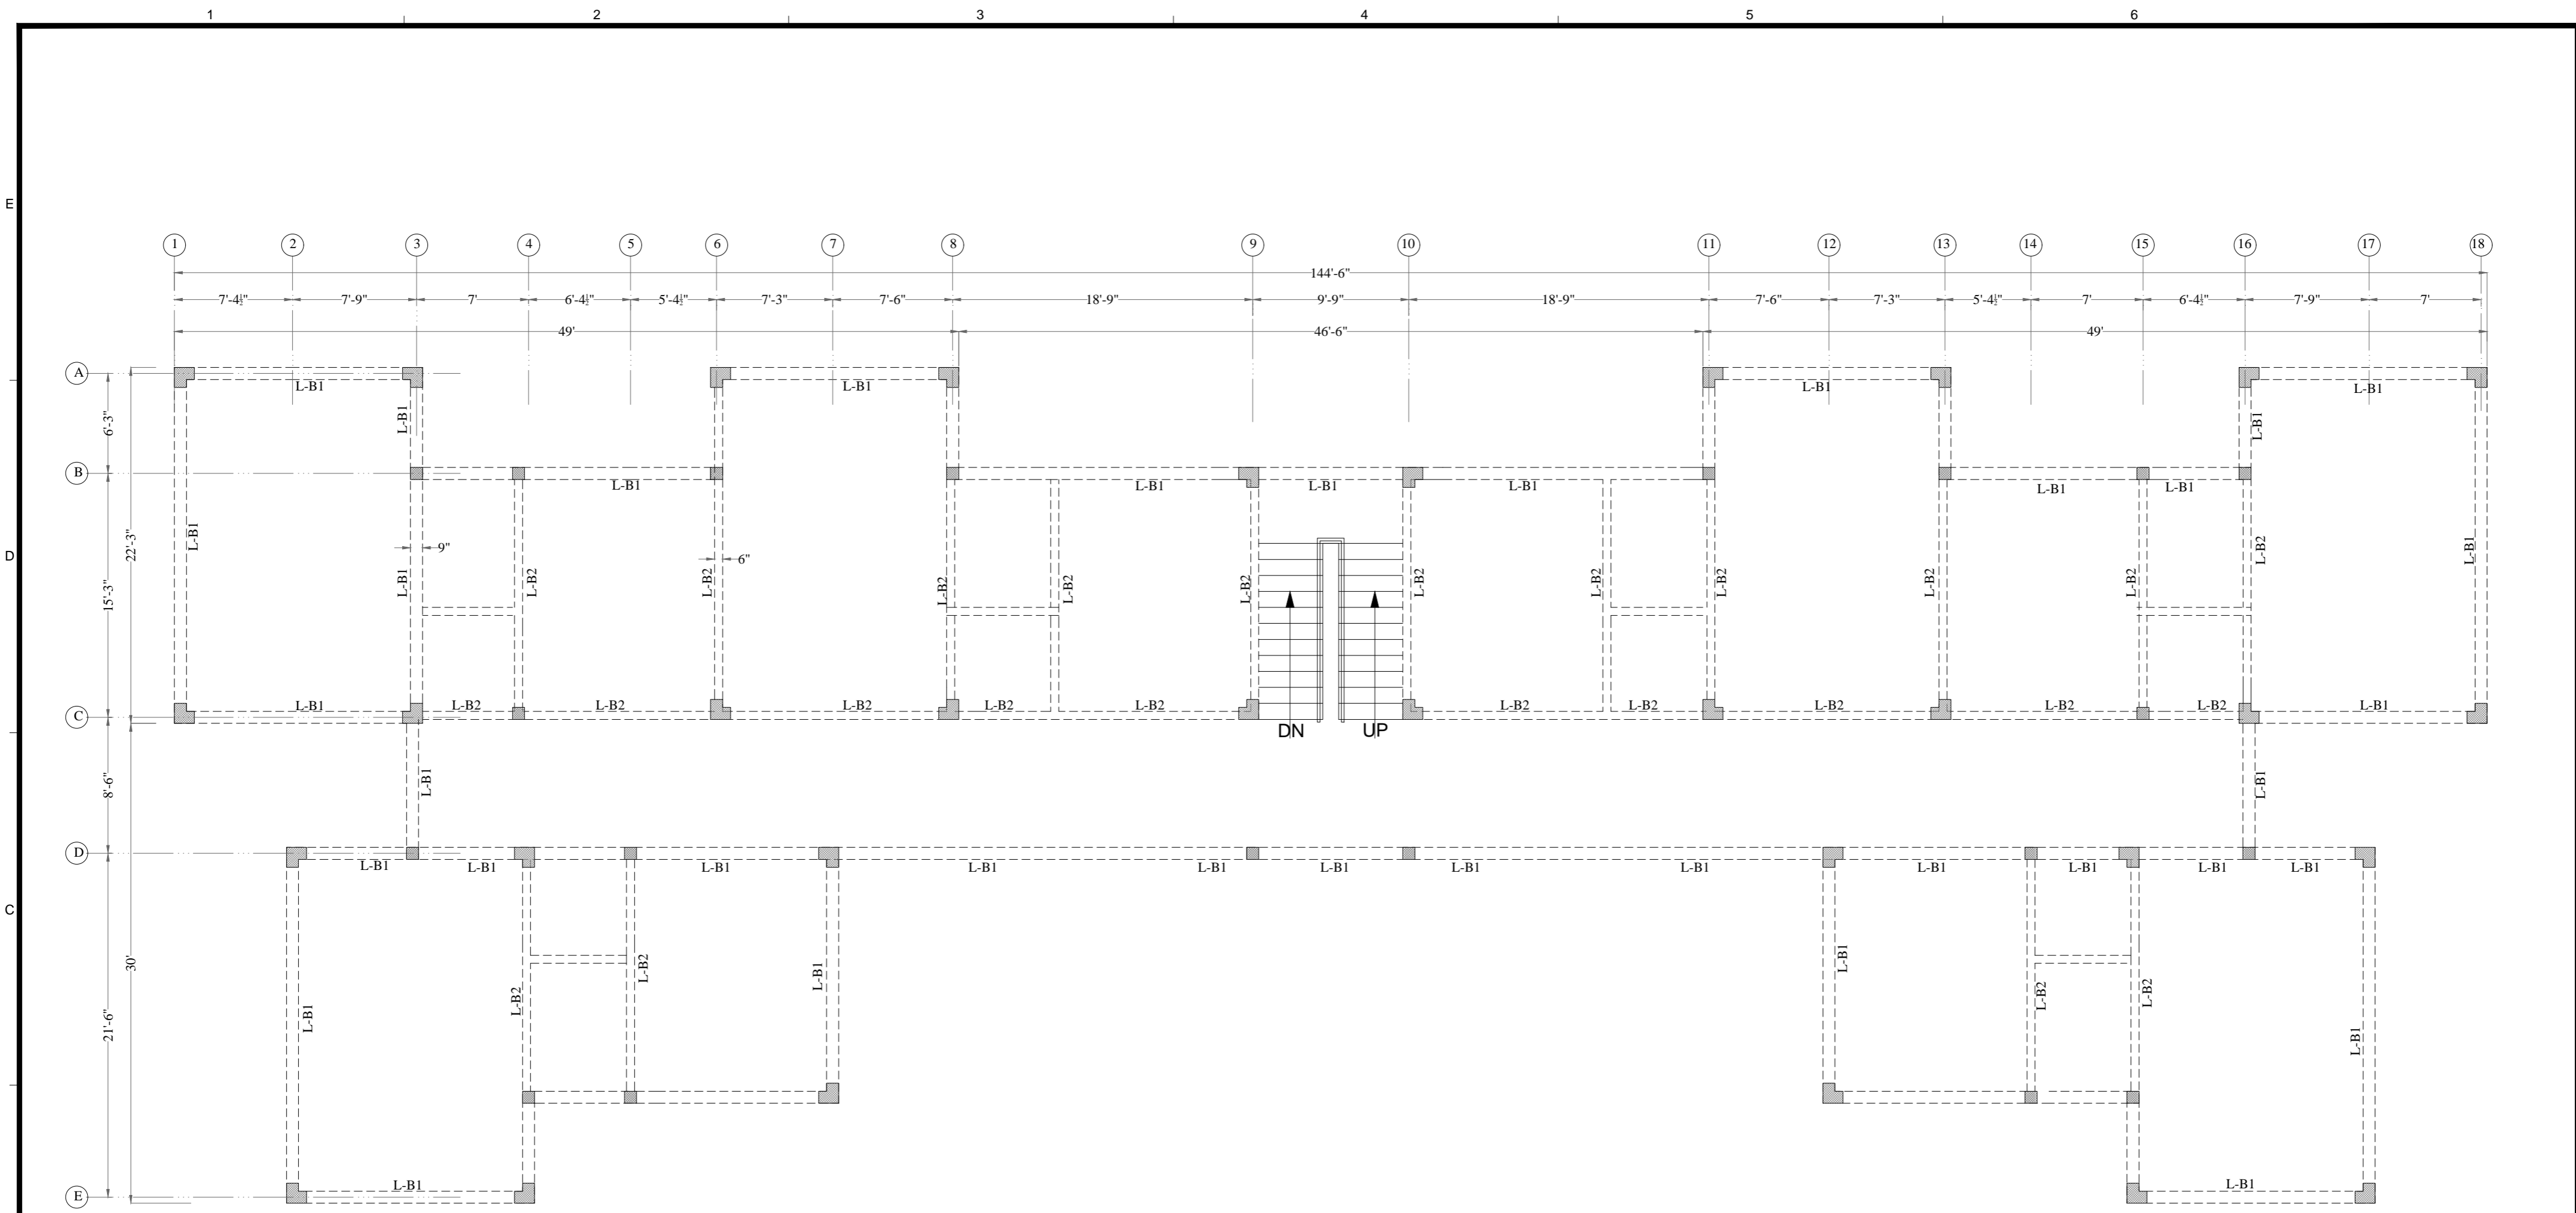 1 2 3 4 5 6
E
1 2 3 4 5 6 7 8 9 10 11 12 13 14 15 16 17 18
144'-6"
7'-4½" 7'-9" 7' 6'-4½" 5'-4½" 7'-3" 7'-6" 18'-9" 9'-9" 18'-9" 7'-6" 7'-3" 5'-4½" 7' 6'-4½" 7'-9" 7'
49' 46'-6" 49'
A
L-B1 L-B1 L-B1 L-B1
6'-3" L-B1 L-B1
B
L-B1 L-B1 L-B1 L-B1 L-B1 L-B1
D
22'-3" L-B1 9" 6" L-B2 L-B1
15'-3" L-B1 L-B2 L-B2 L-B2 L-B2 L-B2 L-B2 L-B2 L-B2 L-B2 L-B2
C
L-B1 L-B2 L-B2 L-B2 L-B2 L-B2 L-B2 L-B2 L-B2 L-B2 L-B2 L-B1
DN UP
8'-6" L-B1 L-B1
D
L-B1 L-B1 L-B1 L-B1 L-B1 L-B1 L-B1 L-B1 L-B1 L-B1 L-B1 L-B1
C
30' L-B2 L-B1 L-B1
21'-6" L-B1 L-B2 L-B2 L-B2 L-B1
E
L-B1 L-B1